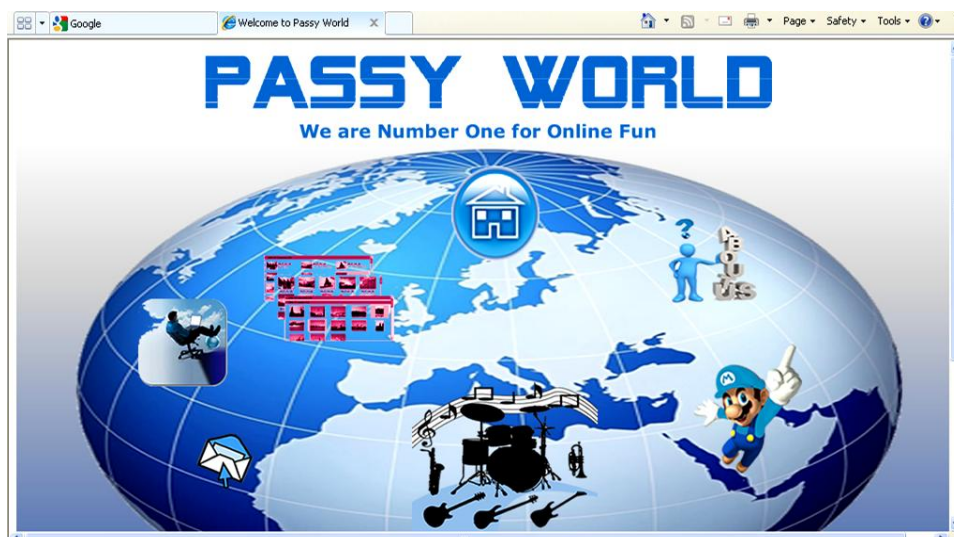 Google
Welcome to Passy World
X
Page
Safety
Tools
PASSY WORLD
We are Number One for Online Fun
?
ABOUT US
M